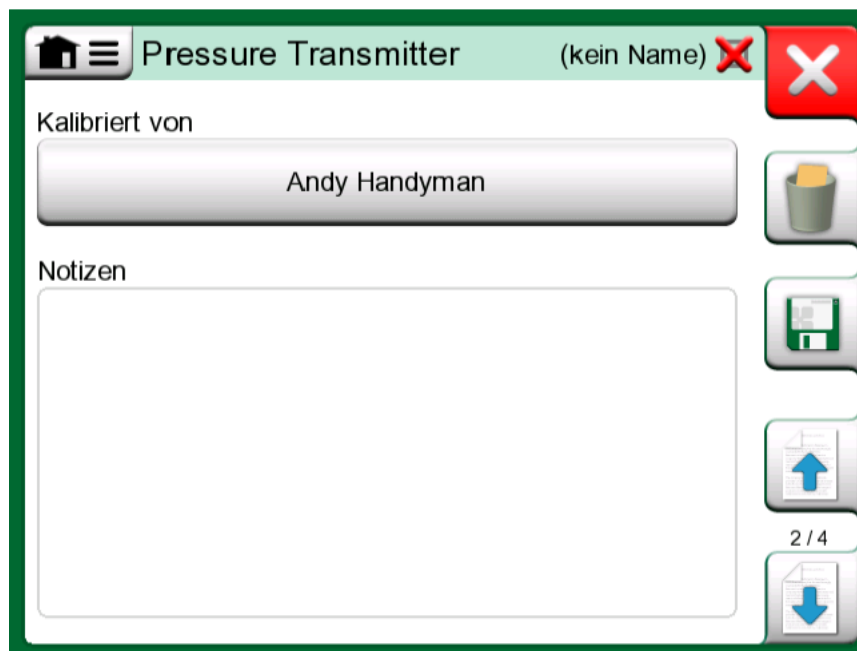 Pressure Transmitter (kein Name)
Kalibriert von
Andy Handyman
Notizen
2 / 4